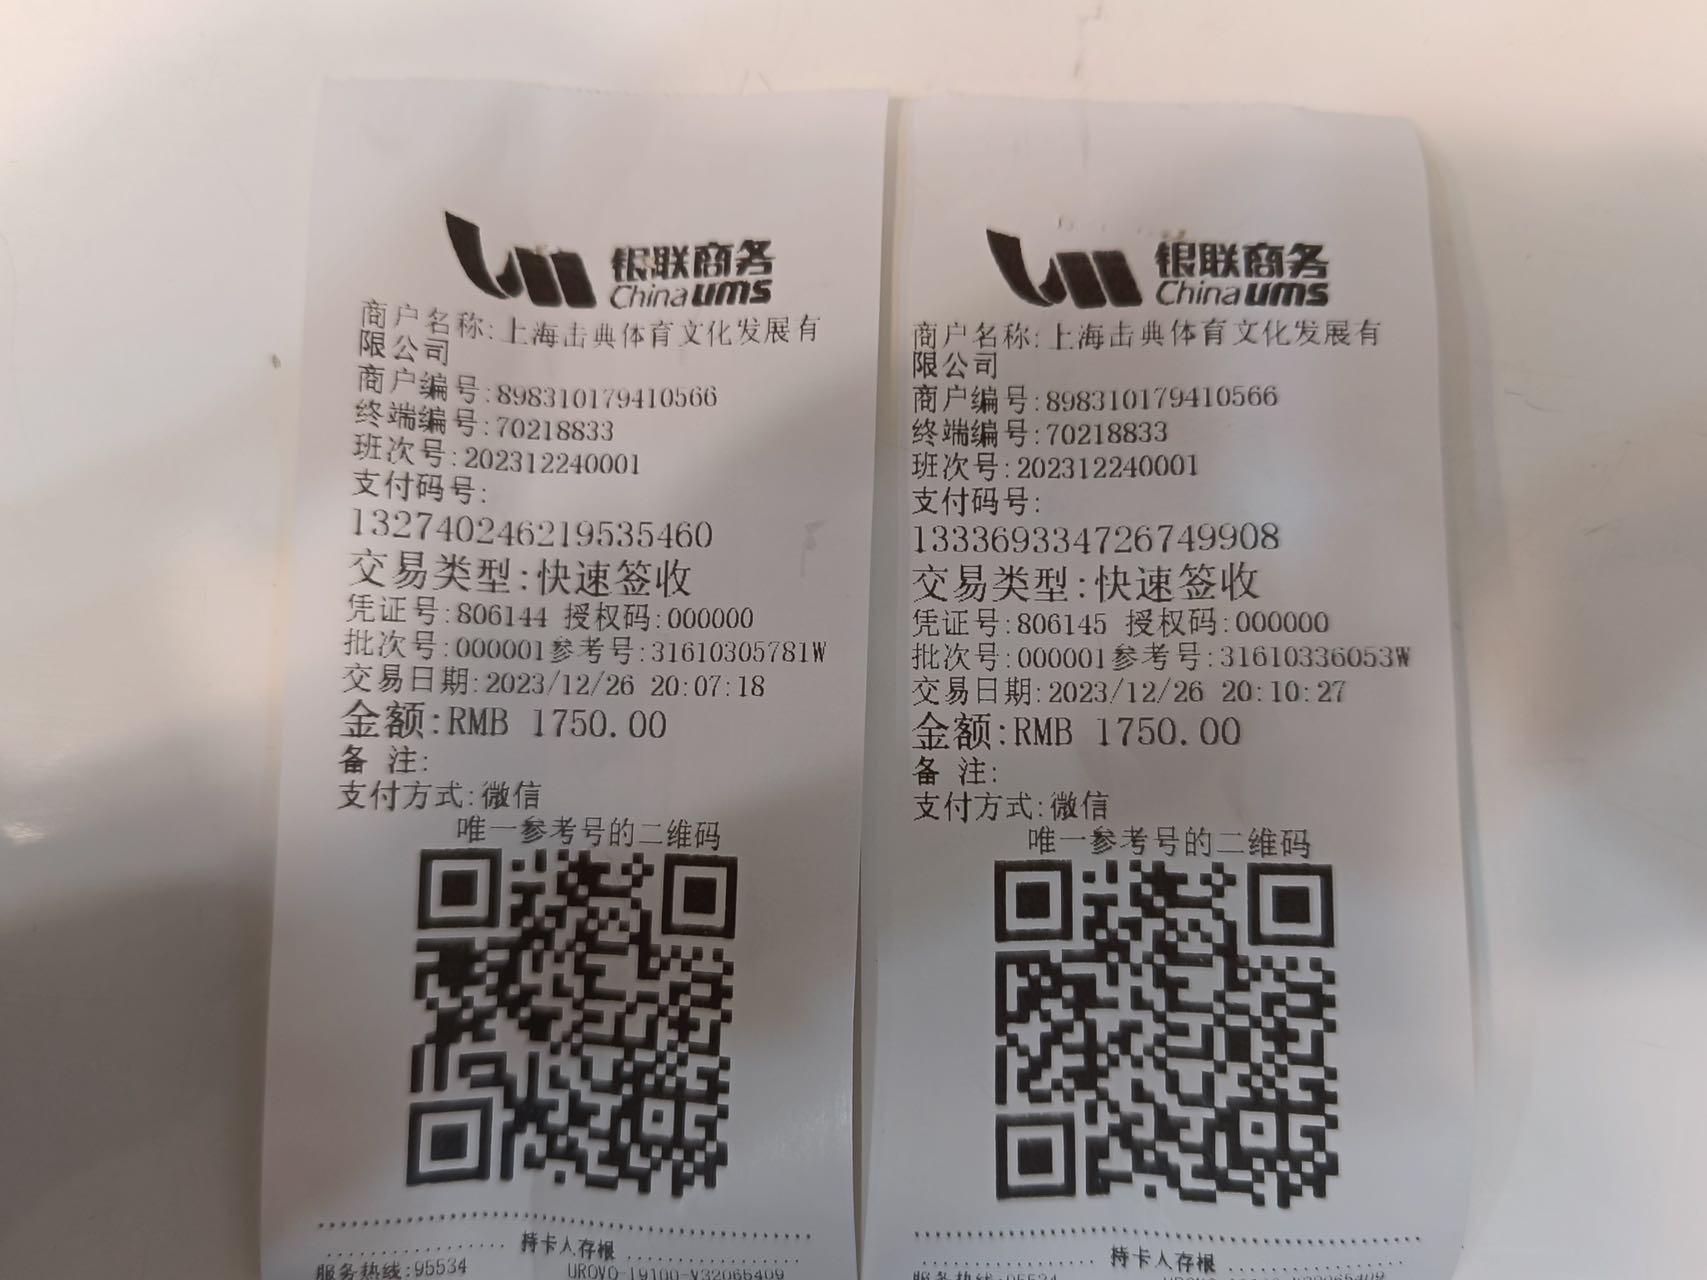 银联商务
China ums
商户名称:上海击典体育文化发展有
限公司
商户编号:898310179410566
终端编号:70218833
班次号:202312240001
支付码号:
132740246219535460
交易类型:快速签收
凭证号:806144 授权码:000000
批次号:000001参考号:31610305781W
交易日期:2023/12/26 20:07:18
金额:RMB 1750.00
备 注:
支付方式:微信
唯一参考号的二维码
持卡人存根
服务热线:95534 UROVO-I9100-V32065409
银联商务
China ums
商户名称:上海击典体育文化发展有
限公司
商户编号:898310179410566
终端编号:70218833
班次号:202312240001
支付码号:
133369334726749908
交易类型:快速签收
凭证号:806145 授权码:000000
批次号:000001参考号:31610336053W
交易日期:2023/12/26 20:10:27
金额:RMB 1750.00
备 注:
支付方式:微信
唯一参考号的二维码
持卡人存根